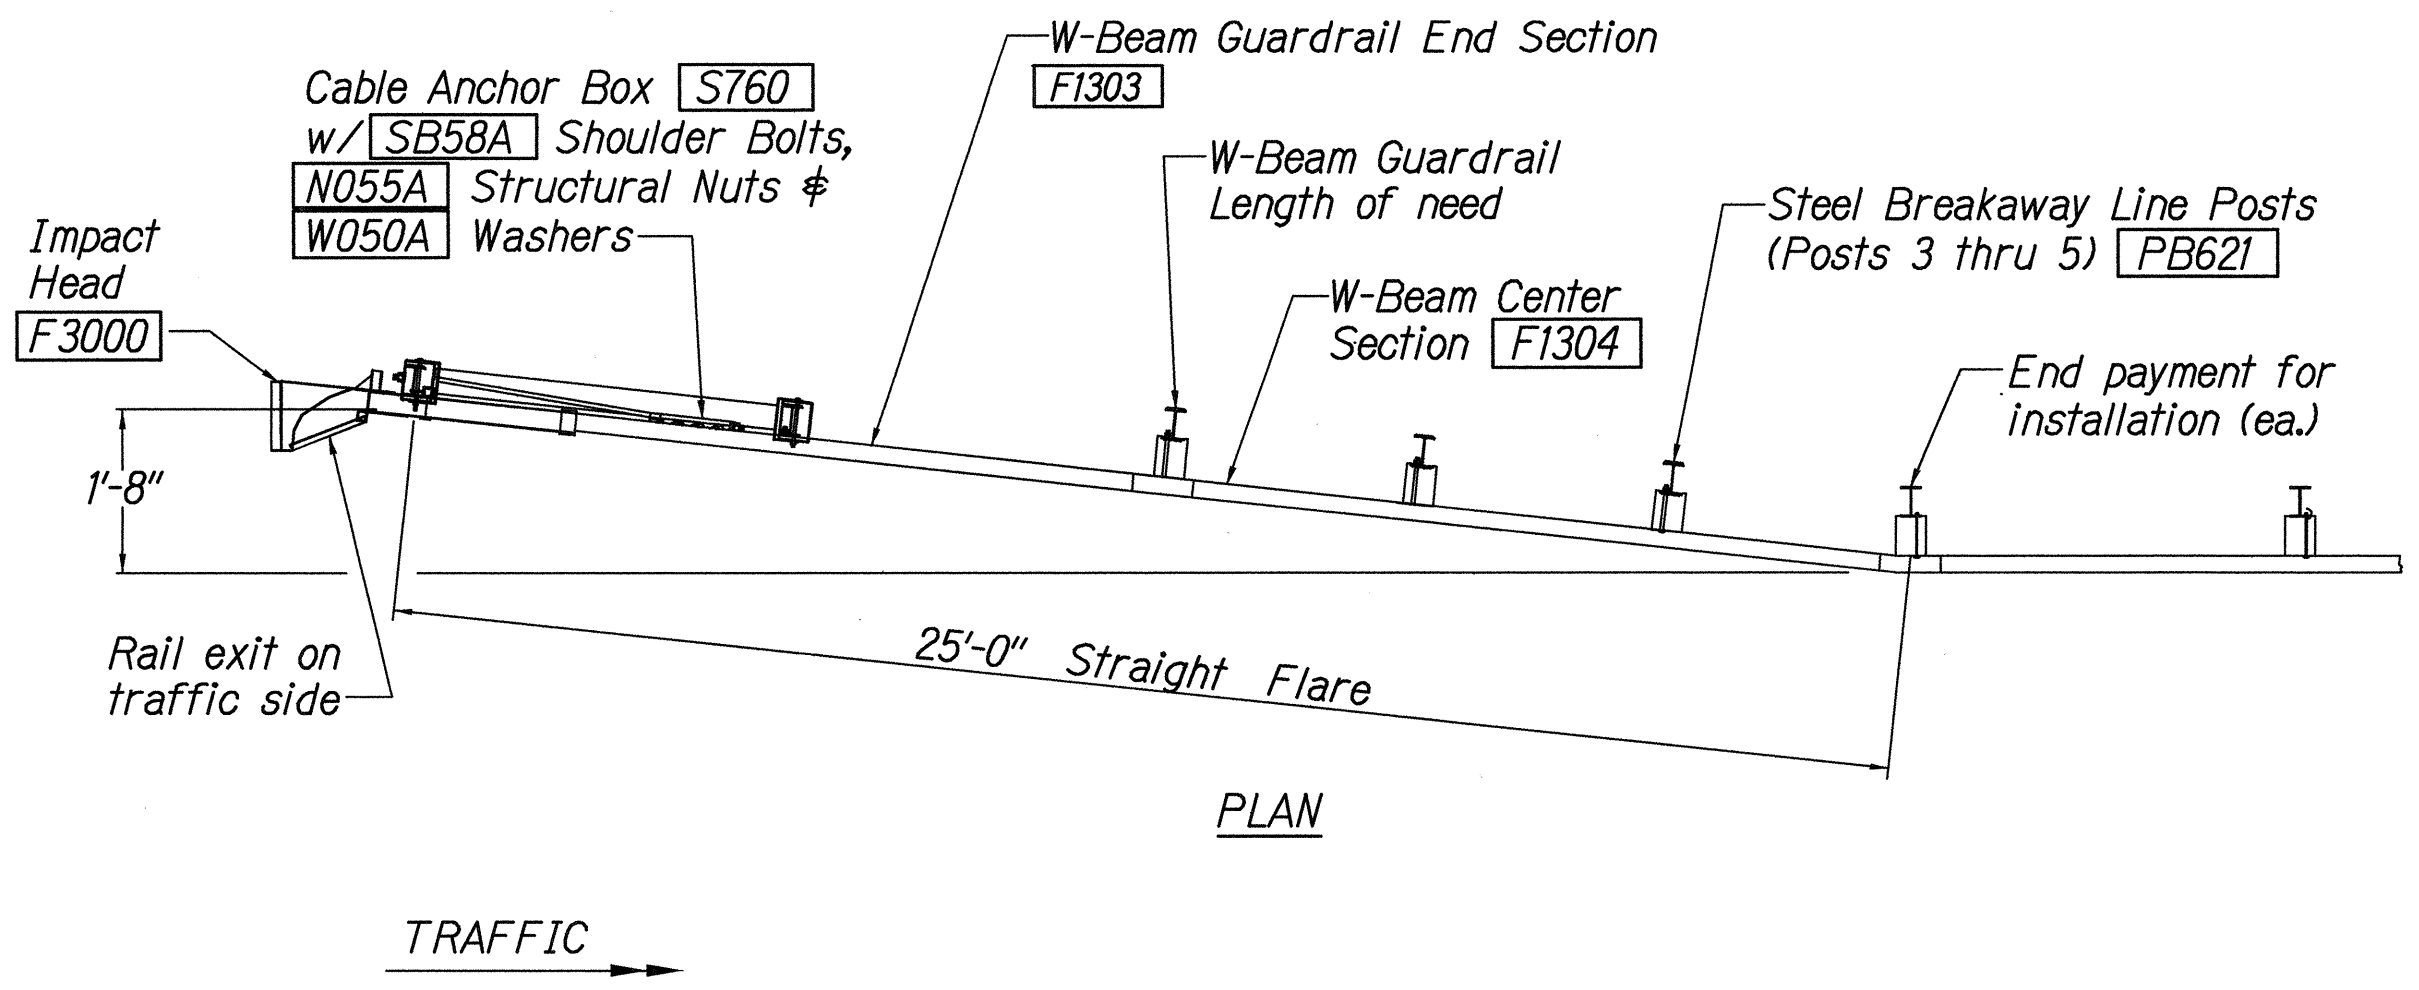 W-Beam Guardrail End Section
F1303
Cable Anchor Box S760
w/ SB58A Shoulder Bolts,
N055A Structural Nuts &
W050A Washers
W-Beam Guardrail
Length of need
Steel Breakaway Line Posts
(Posts 3 thru 5) PB621
Impact
Head
F3000
W-Beam Center
Section F1304
End payment for
installation (ea.)
1'-8"
Rail exit on
traffic side
25'-0" Straight Flare
PLAN
TRAFFIC